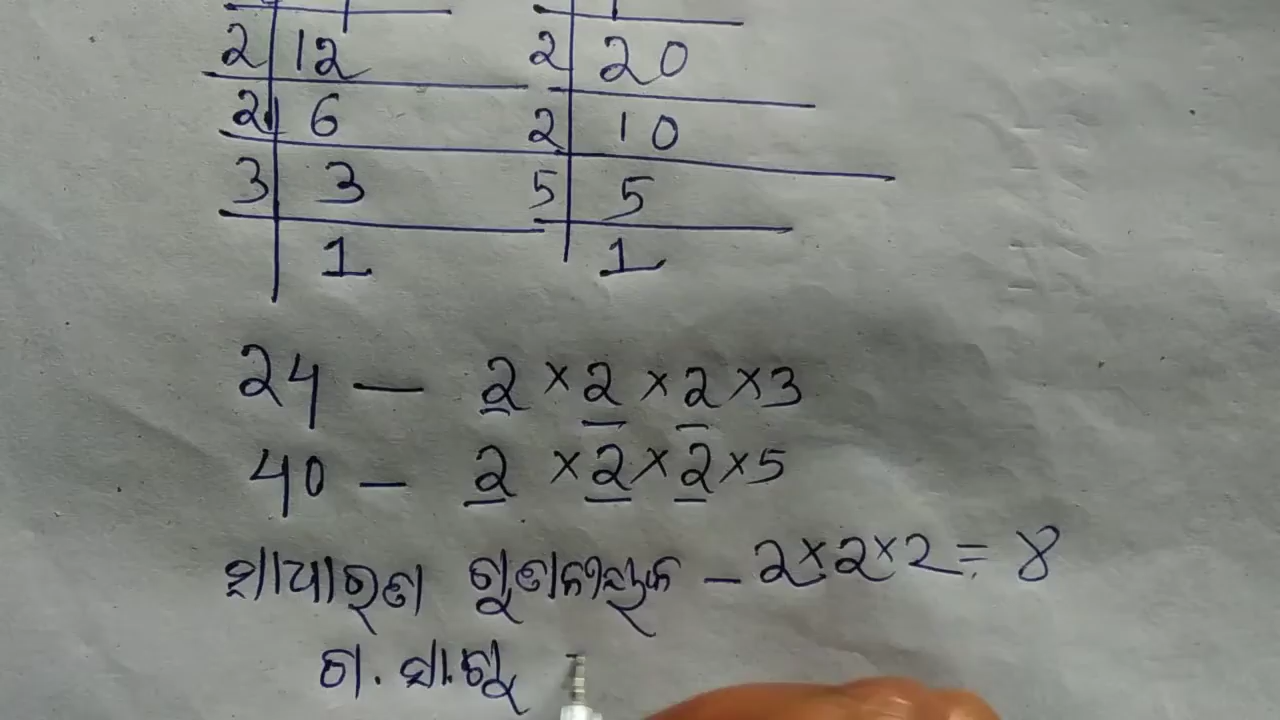 2 12 2 20
2 6 2 10
3 3 5 5
1 1
24 — 2 × 2 × 2 × 3
40 — 2 × 2 × 2 × 5
ସାଧାରଣ ଗୁଣନୀୟକ – 2×2×2 = 8
ଗ. ସା.ଗୁ